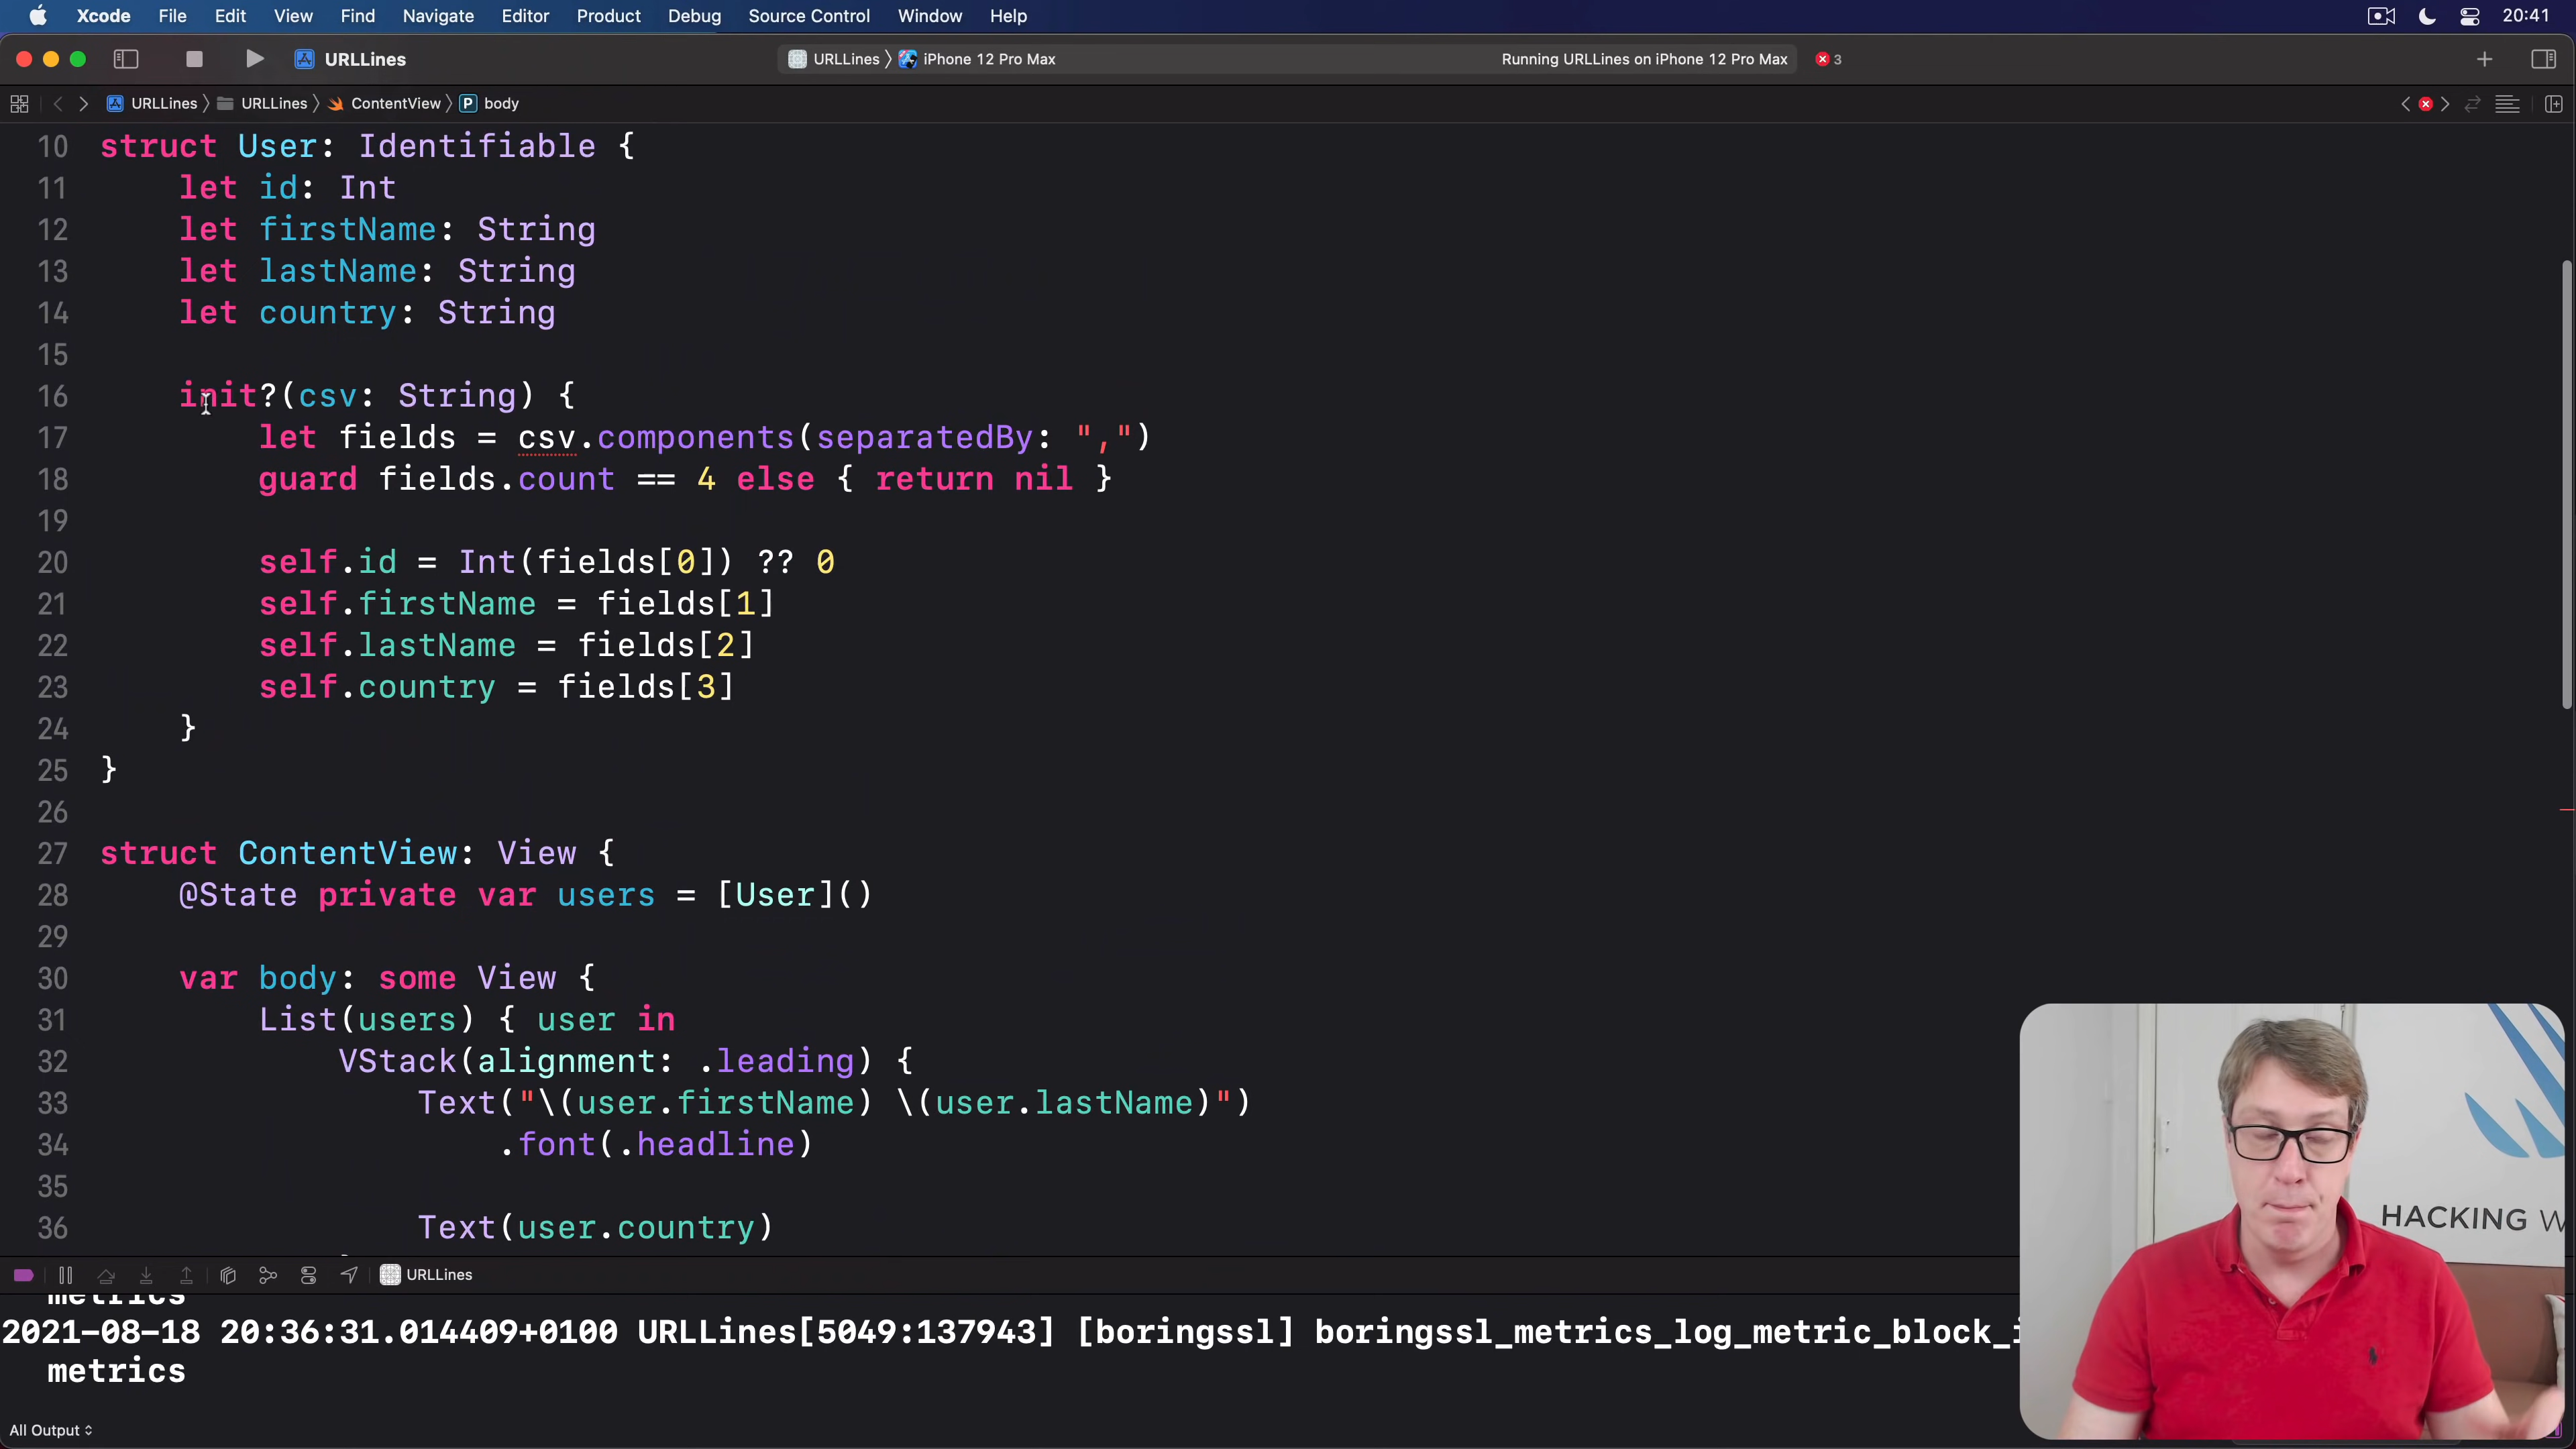 Xcode File Edit View Find Navigate Editor Product Debug Source Control Window Help 20:41
URLLines URLLines 〉 iPhone 12 Pro Max Running URLLines on iPhone 12 Pro Max 3
URLLines 〉 URLLines 〉 ContentView 〉 P body
10 struct User: Identifiable {
11 let id: Int
12 let firstName: String
13 let lastName: String
14 let country: String
15
16 init?(csv: String) {
17 let fields = csv.components(separatedBy: ",")
18 guard fields.count == 4 else { return nil }
19
20 self.id = Int(fields[0]) ?? 0
21 self.firstName = fields[1]
22 self.lastName = fields[2]
23 self.country = fields[3]
24 }
25 }
26
27 struct ContentView: View {
28 @State private var users = [User]()
29
30 var body: some View {
31 List(users) { user in
32 VStack(alignment: .leading) {
33 Text("\(user.firstName) \(user.lastName)")
34 .font(.headline)
35
36 Text(user.country)
HACKING W
URLLines
metrics
2021-08-18 20:36:31.014409+0100 URLLines[5049:137943] [boringssl] boringssl_metrics_log_metric_block_i
metrics
All Output